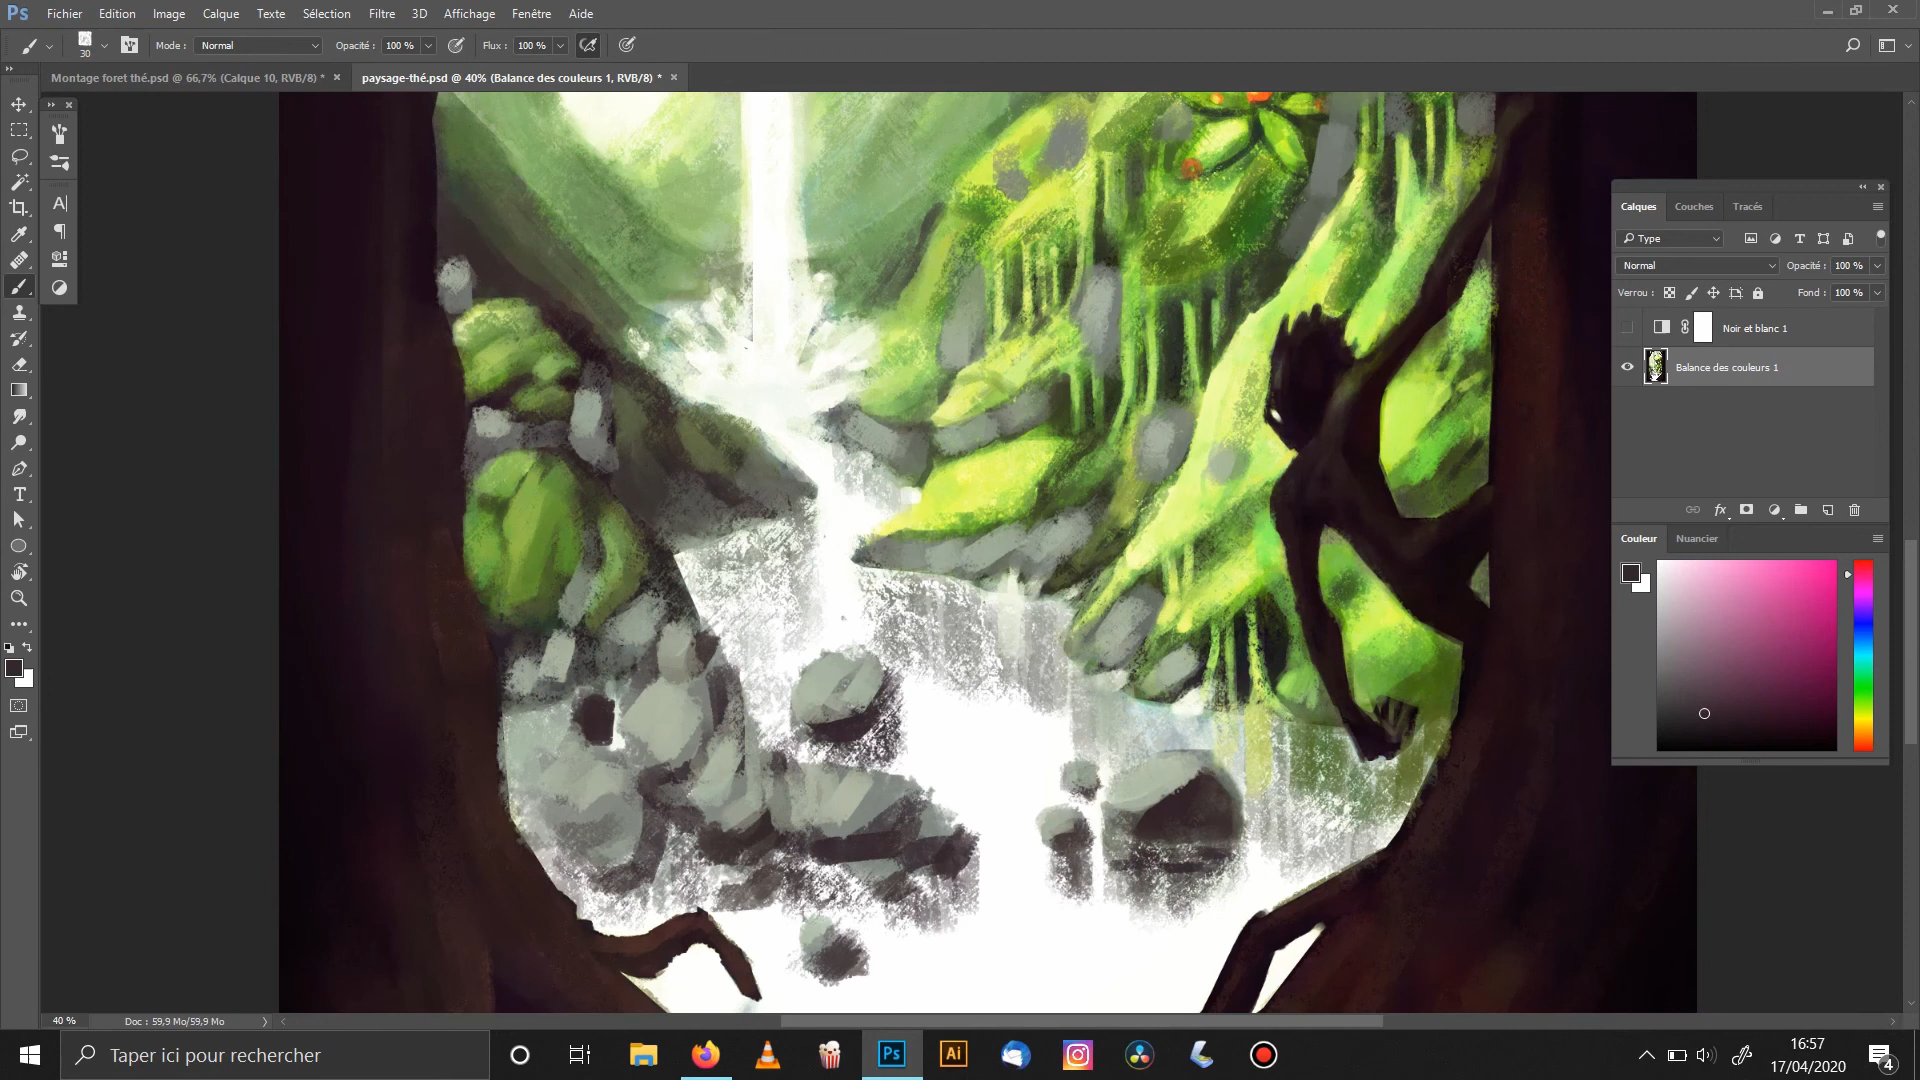 Ps Fichier Edition Image Calque Texte Sélection Filtre 3D Affichage Fenêtre Aide
30 Mode : Normal Opacité : 100 % Flux : 100 %
Montage foret thé.psd @ 66,7% (Calque 10, RVB/8) * × paysage-thé.psd @ 40% (Balance des couleurs 1, RVB/8) * ×
Calques Couches Tracés
Type
Normal Opacité : 100 %
Verrou : Fond : 100 %
Noir et blanc 1
Balance des couleurs 1
fx
Couleur Nuancier
40 % Doc : 59,9 Mo/59,9 Mo
Taper ici pour rechercher
Ps Ai
16:57
17/04/2020
4